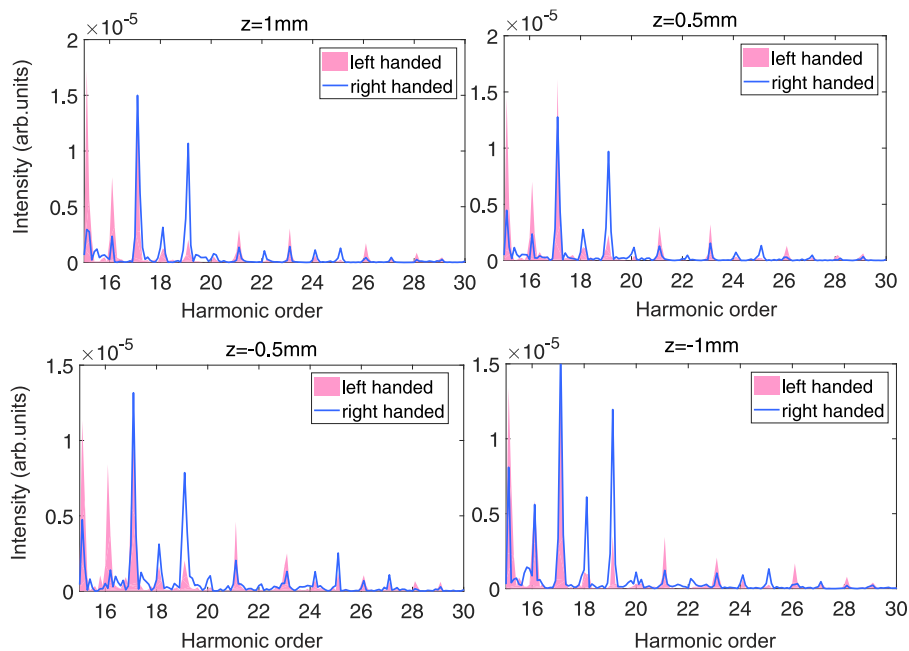 z=1mm
×10^-5
2
1.5
1
0.5
0
Intensity (arb.units)
left handed
right handed
16 18 20 22 24 26 28 30
Harmonic order
z=0.5mm
×10^-5
2
1.5
1
0.5
0
left handed
right handed
16 18 20 22 24 26 28 30
Harmonic order
z=-0.5mm
×10^-5
1.5
1
0.5
0
Intensity (arb.units)
left handed
right handed
16 18 20 22 24 26 28 30
Harmonic order
z=-1mm
×10^-5
1.5
1
0.5
0
left handed
right handed
16 18 20 22 24 26 28 30
Harmonic order